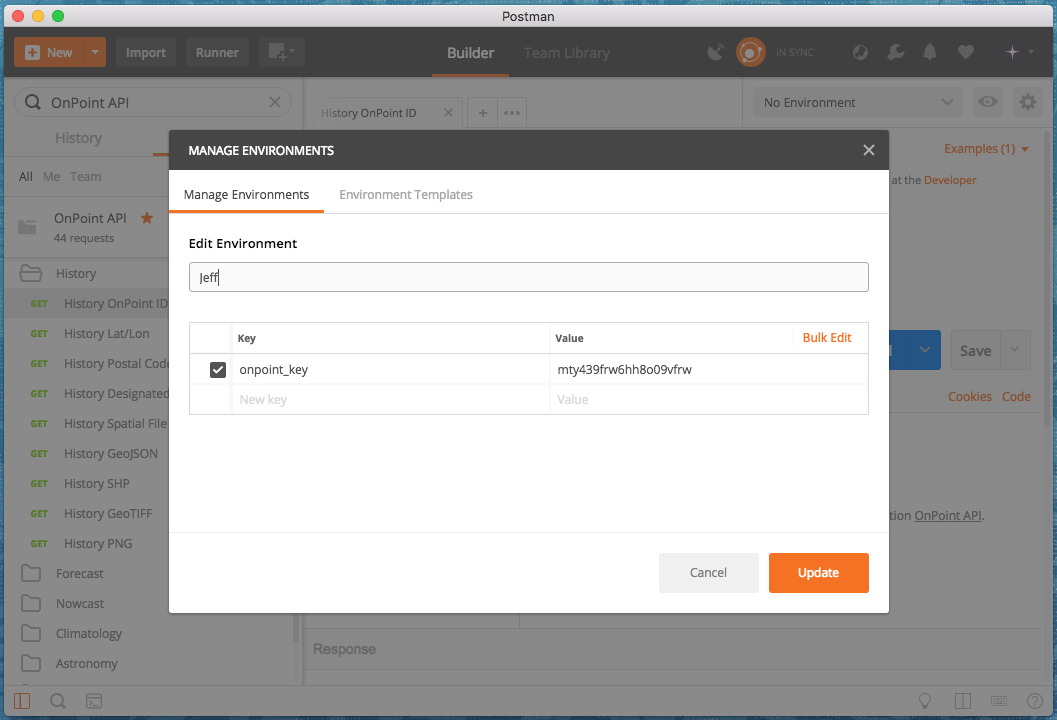 Postman
New
Import
Runner
Builder
Team Library
IN SYNC
OnPoint API
History
All Me Team
OnPoint API
44 requests
History
GET History OnPoint ID
GET History Lat/Lon
GET History Postal Code
GET History Designated
GET History Spatial File
GET History GeoJSON
GET History SHP
GET History GeoTIFF
GET History PNG
Forecast
Nowcast
Climatology
Astronomy
History OnPoint ID
No Environment
Examples (1)
at the Developer
MANAGE ENVIRONMENTS
Manage Environments
Environment Templates
Edit Environment
Jeff
Key Value Bulk Edit
onpoint_key mty439frw6hh8o09vfrw
New key Value
Cancel
Update
Save
Cookies Code
tion OnPoint API.
Response